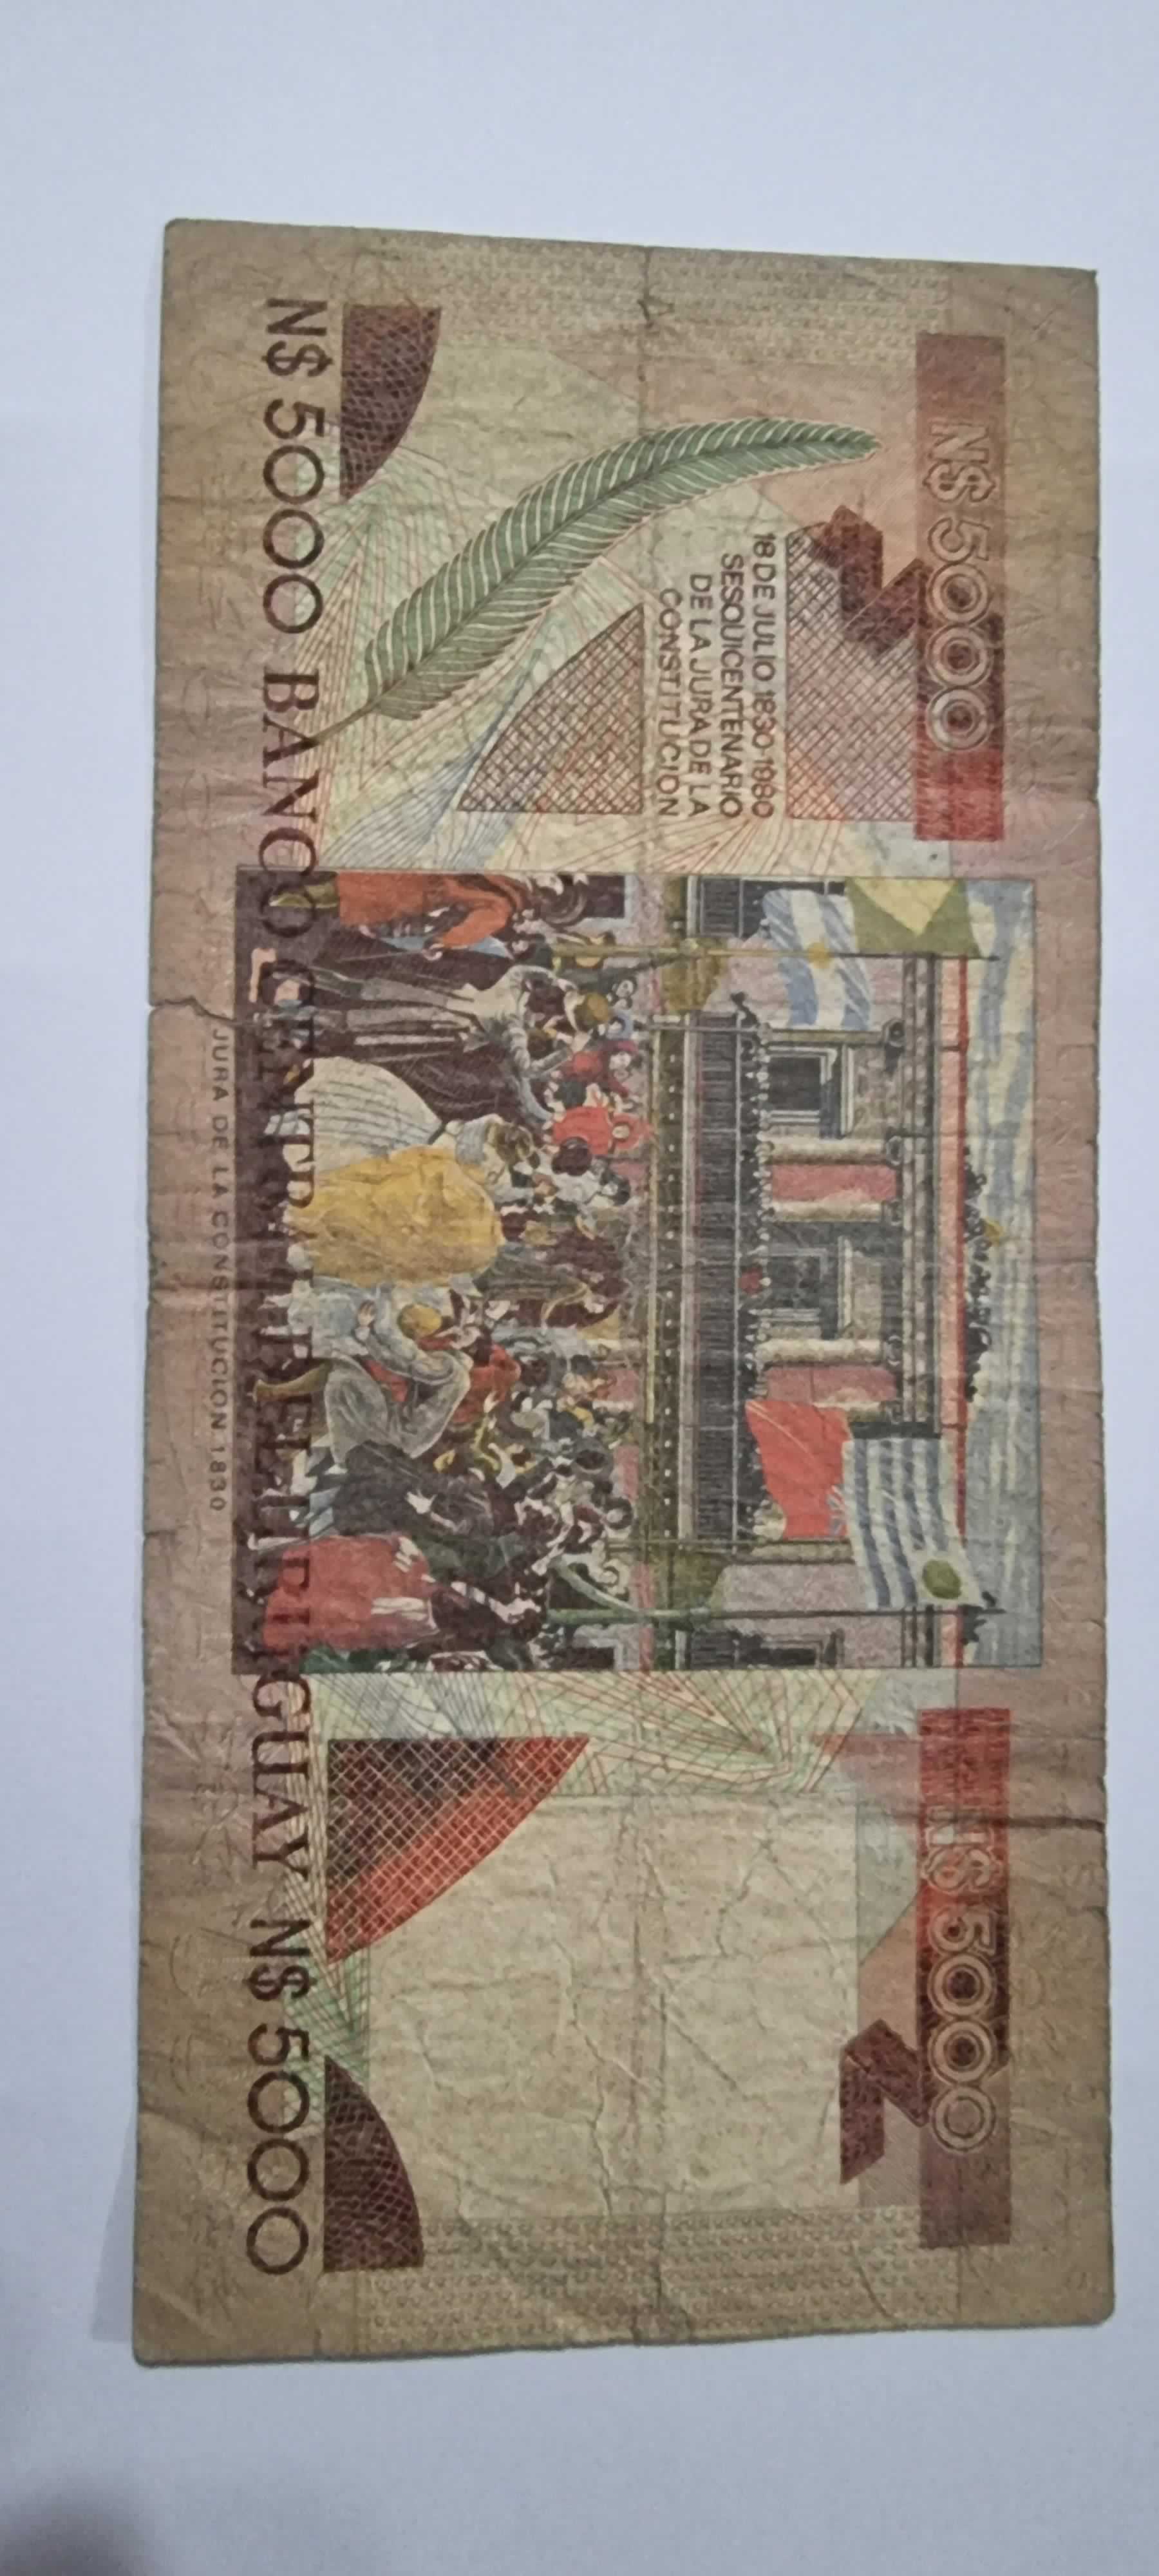 N$ 5000
N$ 5000
18 DE JULIO 1830-1980
SESQUICENTENARIO
DE LA JURA DE LA
CONSTITUCION
N$ 5000 BANCO CENTRAL DEL URUGUAY N$ 5000
JURA DE LA CONSTITUCION 1830